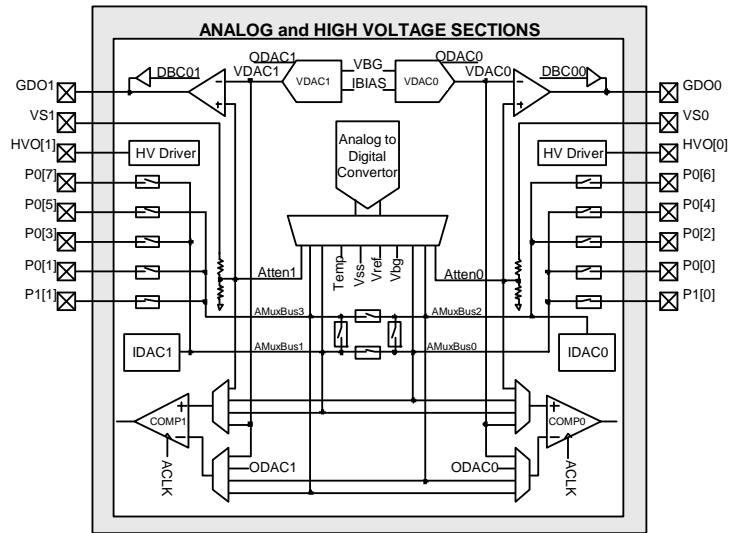 ANALOG and HIGH VOLTAGE SECTIONS
ODAC1
VBG
ODAC0
DBC01
VDAC1
VDAC0
DBC00
GDO1
VDAC1
IBIAS
VDAC0
GDO0
VS1
VS0
HVO[1]
HV Driver
Analog to
Digital
Convertor
HV Driver
HVO[0]
P0[7]
P0[6]
P0[5]
P0[4]
P0[3]
P0[2]
P0[1]
P0[0]
Atten1
Temp
Vss
Vref
Vbg
Atten0
P1[1]
P1[0]
AMuxBus3
AMuxBus2
IDAC1
AMuxBus1
AMuxBus0
IDAC0
+
COMP1
−
+
COMP0
−
ACLK
ODAC1
ODAC0
ACLK